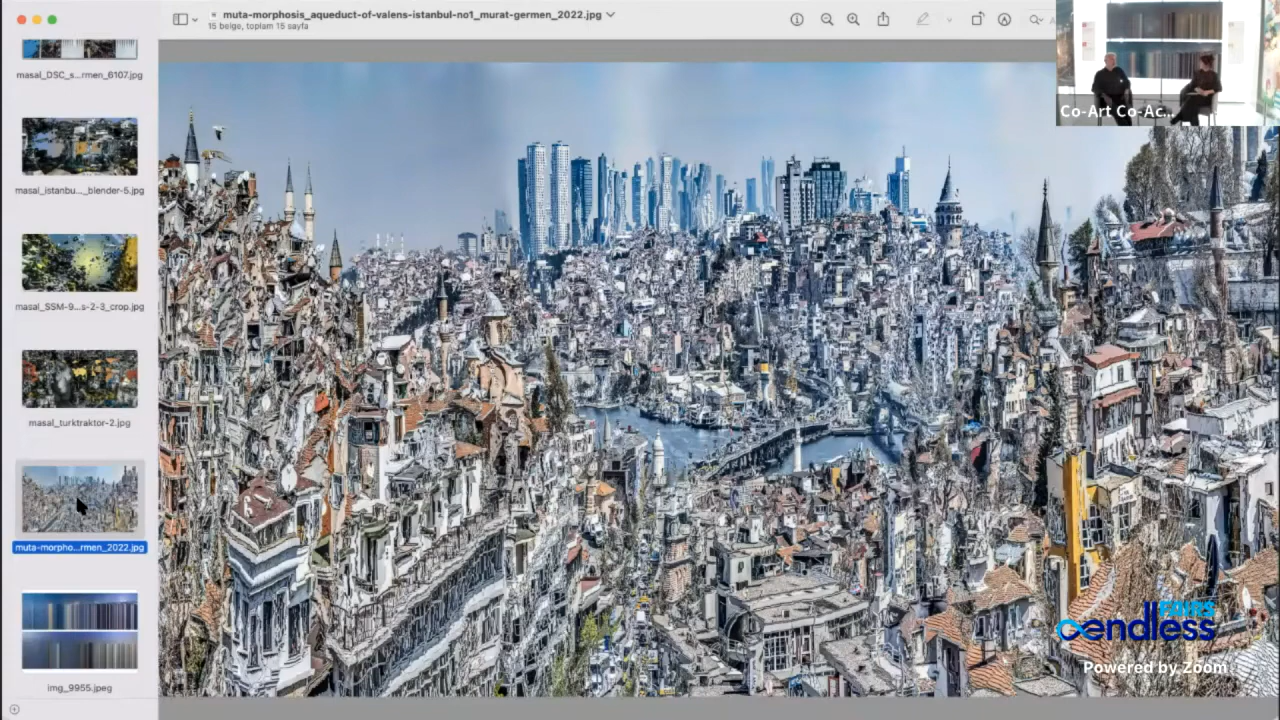 muta-morphosis_aqueduct-of-valens-istanbul-no1_murat-germen_2022.jpg
15 belge, toplam 15 sayfa
masal_DSC_s...rmen_6107.jpg
masal_istanbu..._blender-5.jpg
masal_SSM-9...s-2-3_crop.jpg
masal_turktraktor-2.jpg
muta-morpho...rmen_2022.jpg
img_9955.jpeg
Co-Art Co-Ac...
FAIRS
endless
Powered by Zoom